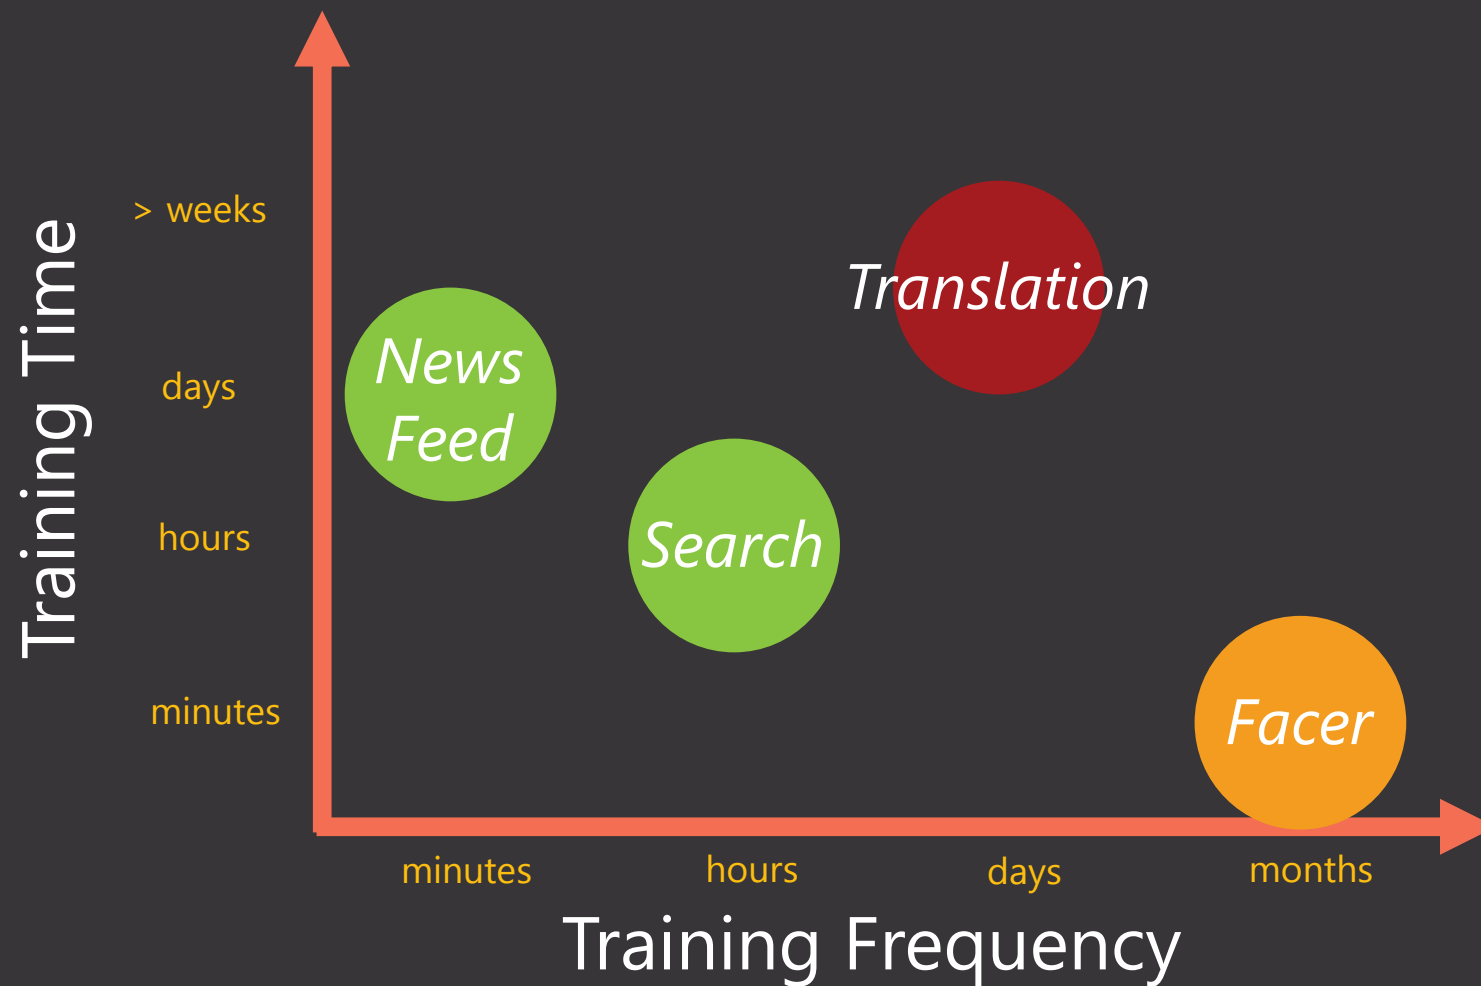 Training Time
> weeks
days
hours
minutes
News
Feed
Search
Translation
Facer
minutes
hours
days
months
Training Frequency